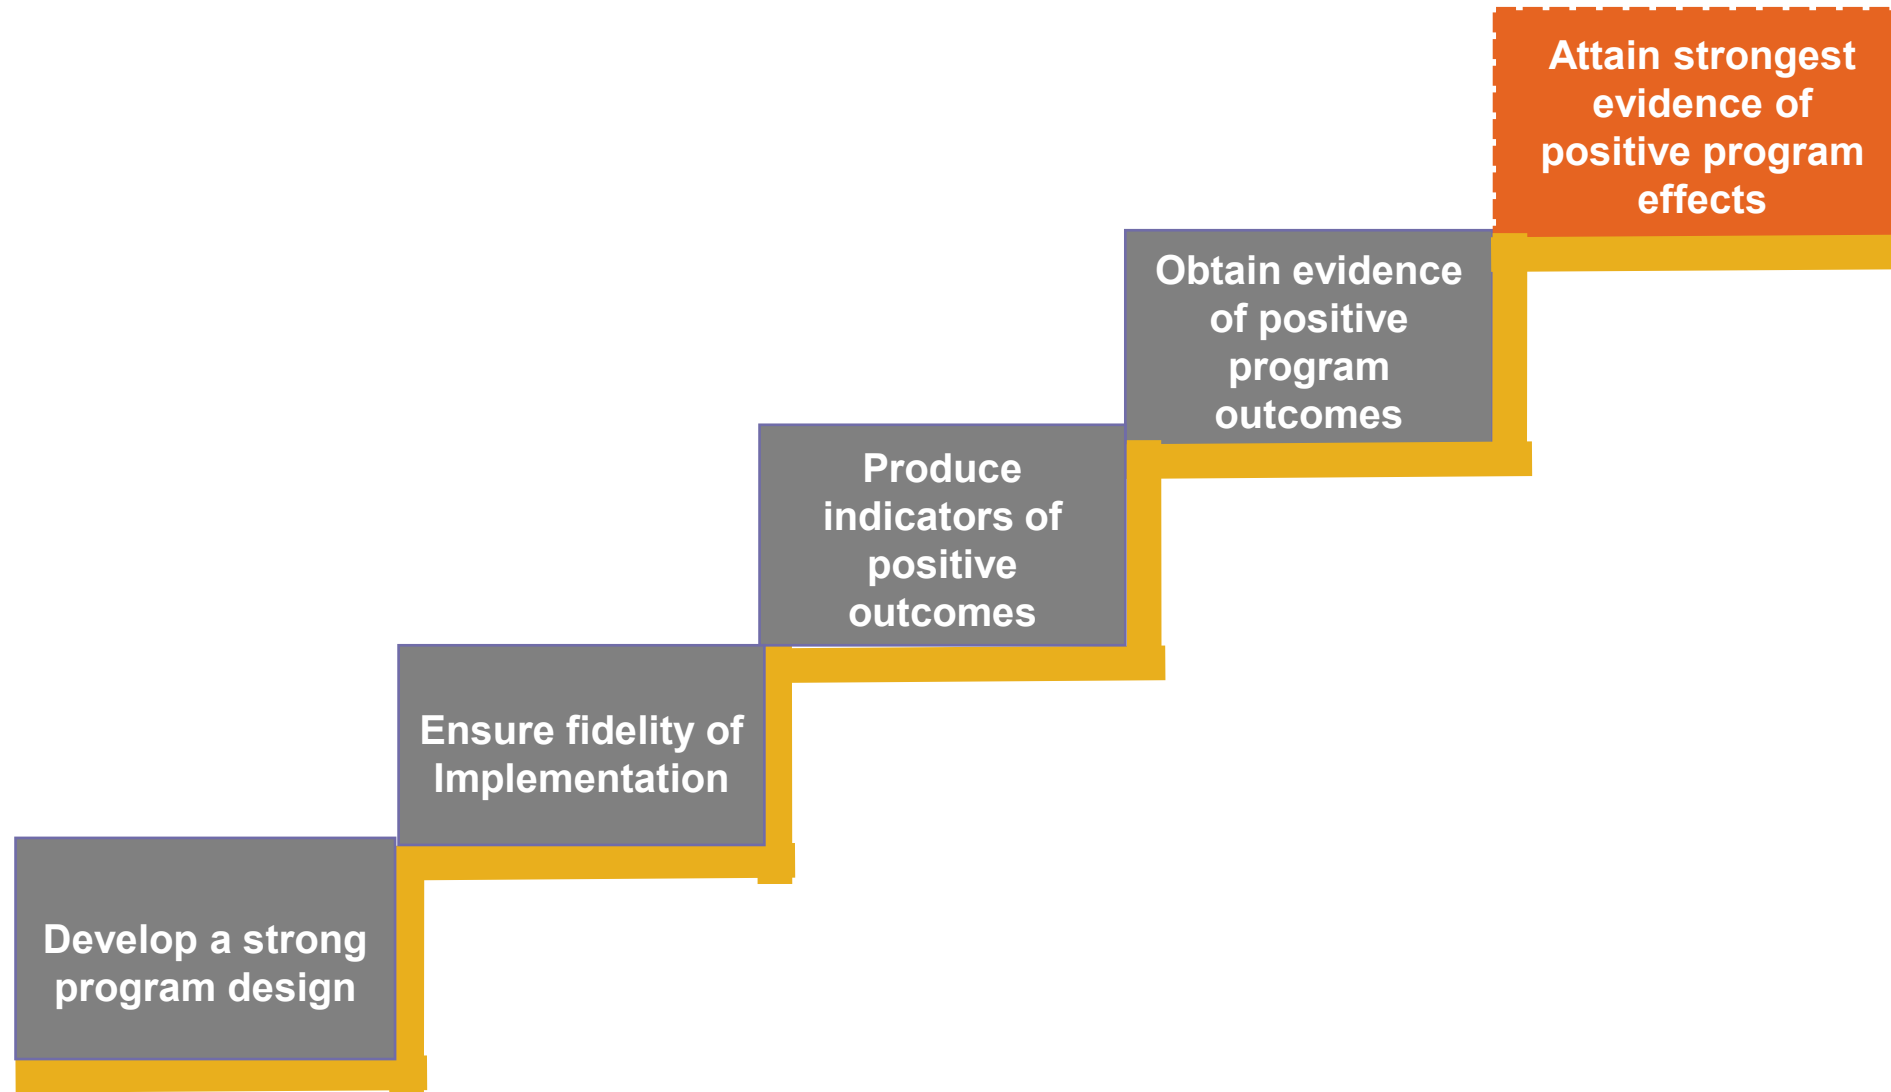 Attain strongest
evidence of
positive program
effects
Obtain evidence
of positive
program
outcomes
Produce
indicators of
positive
outcomes
Ensure fidelity of
Implementation
Develop a strong
program design